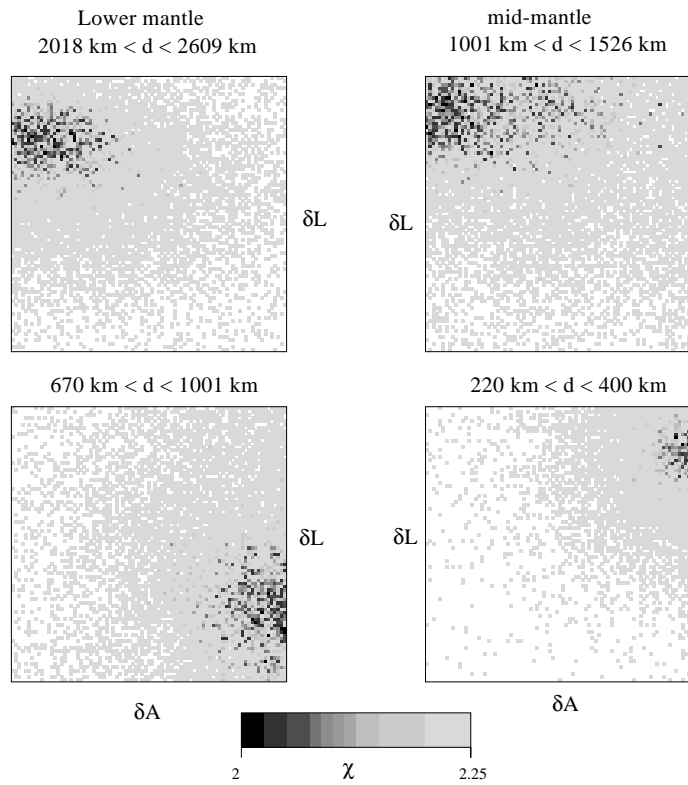 Lower mantle
2018 km < d < 2609 km
mid-mantle
1001 km < d < 1526 km
δL
δL
670 km < d < 1001 km
220 km < d < 400 km
δL
δL
δA
δA
2
χ
2.25